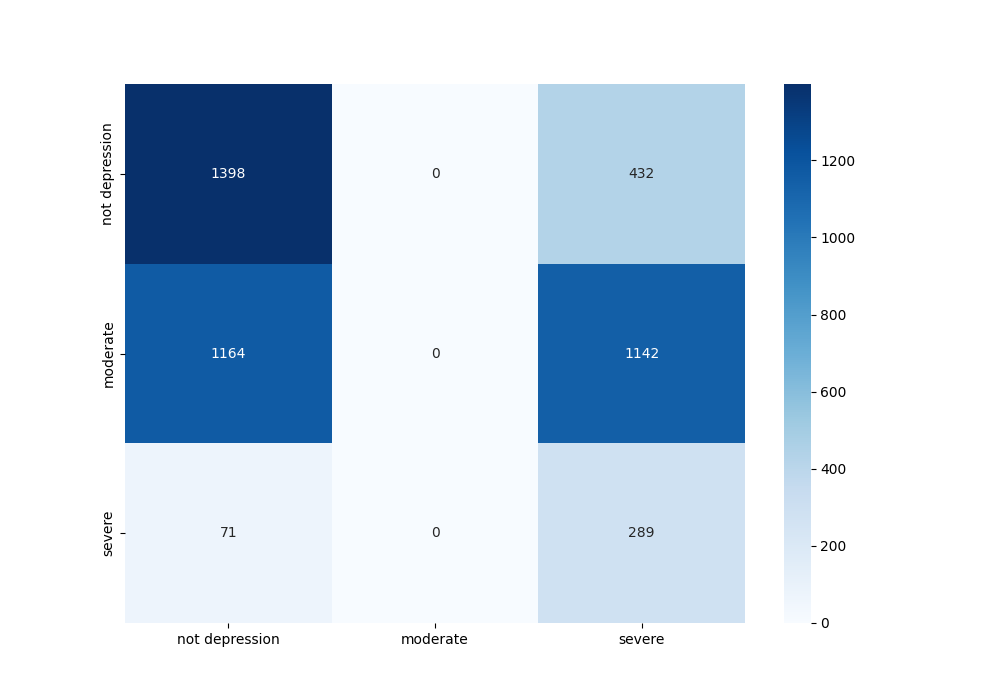 not depression
1398 0 432
1200
1000
800
moderate
1164 0 1142
600
400
severe
71 0 289
200
0
not depression moderate severe